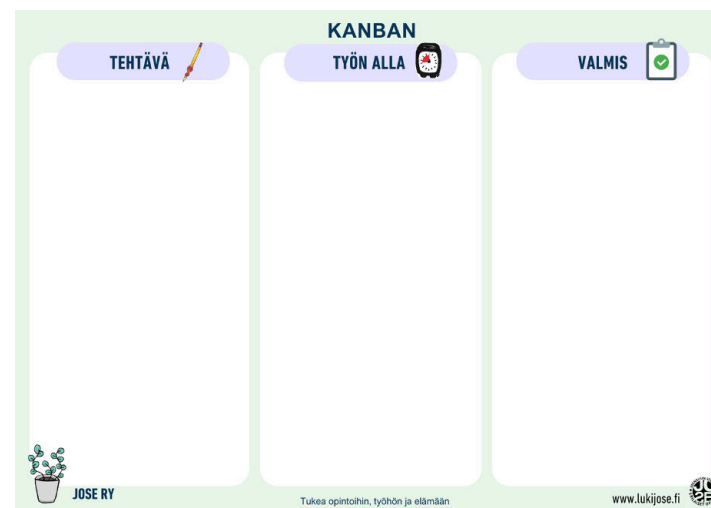 KANBAN
TEHTÄVÄ
TYÖN ALLA
VALMIS
JOSE RY
Tukea opintoihin, työhön ja elämään
www.lukijose.fi